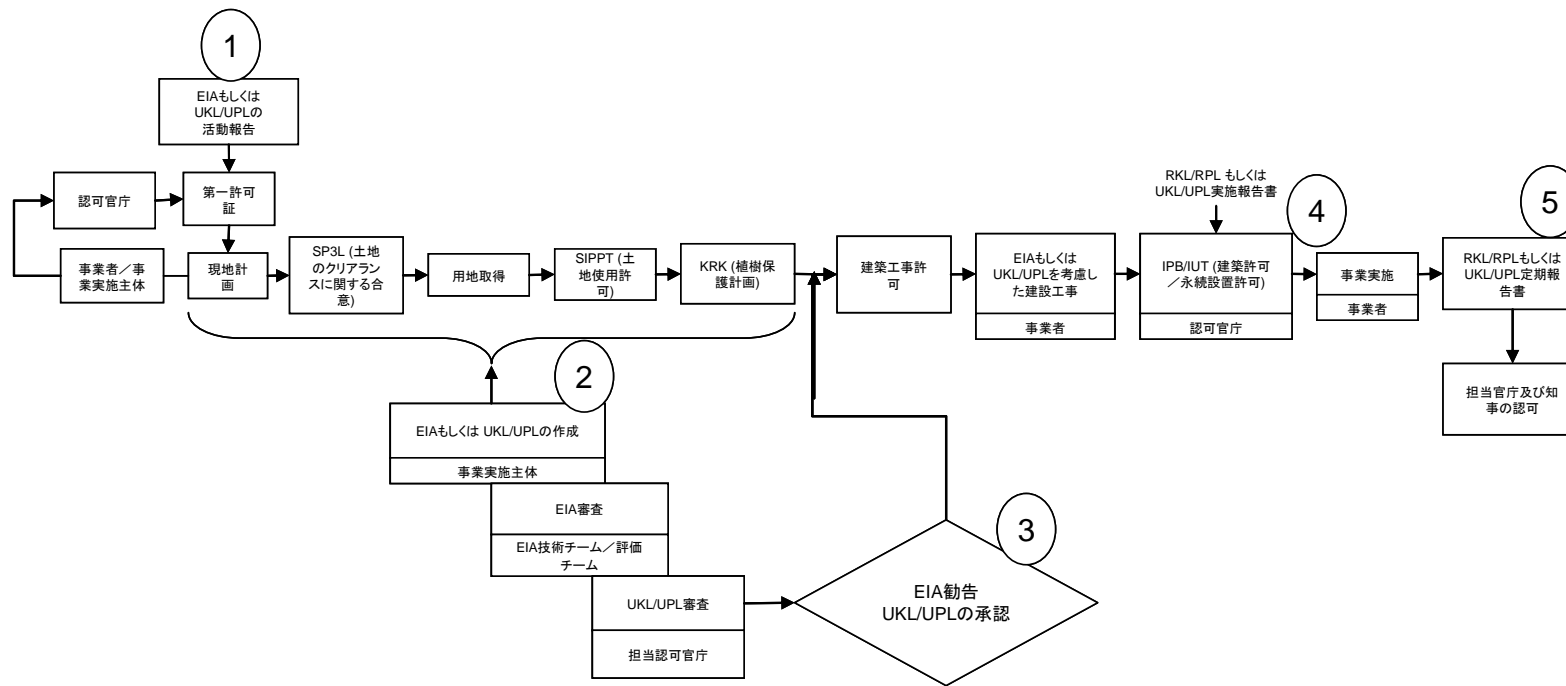 1
EIAもしくは
UKL/UPLの
活動報告
認可官庁
第一許可
証
事業者／事
業実施主体
現地計
画
SP3L (土地
のクリアラン
スに関する合
意)
用地取得
SIPPT (土
地使用許
可)
KRK (植樹保
護計画)
建築工事許
可
EIAもしくは
UKL/UPLを考慮し
た建設工事
事業者
RKL/RPL もしくは
UKL/UPL実施報告書
4
IPB/IUT (建築許可
／永続設置許可)
認可官庁
事業実施
事業者
5
RKL/RPLもしくは
UKL/UPL定期報
告書
担当官庁及び知
事の認可
2
EIAもしくは UKL/UPLの作成
事業実施主体
EIA審査
EIA技術チーム／評価
チーム
UKL/UPL審査
担当認可官庁
3
EIA勧告
UKL/UPLの承認